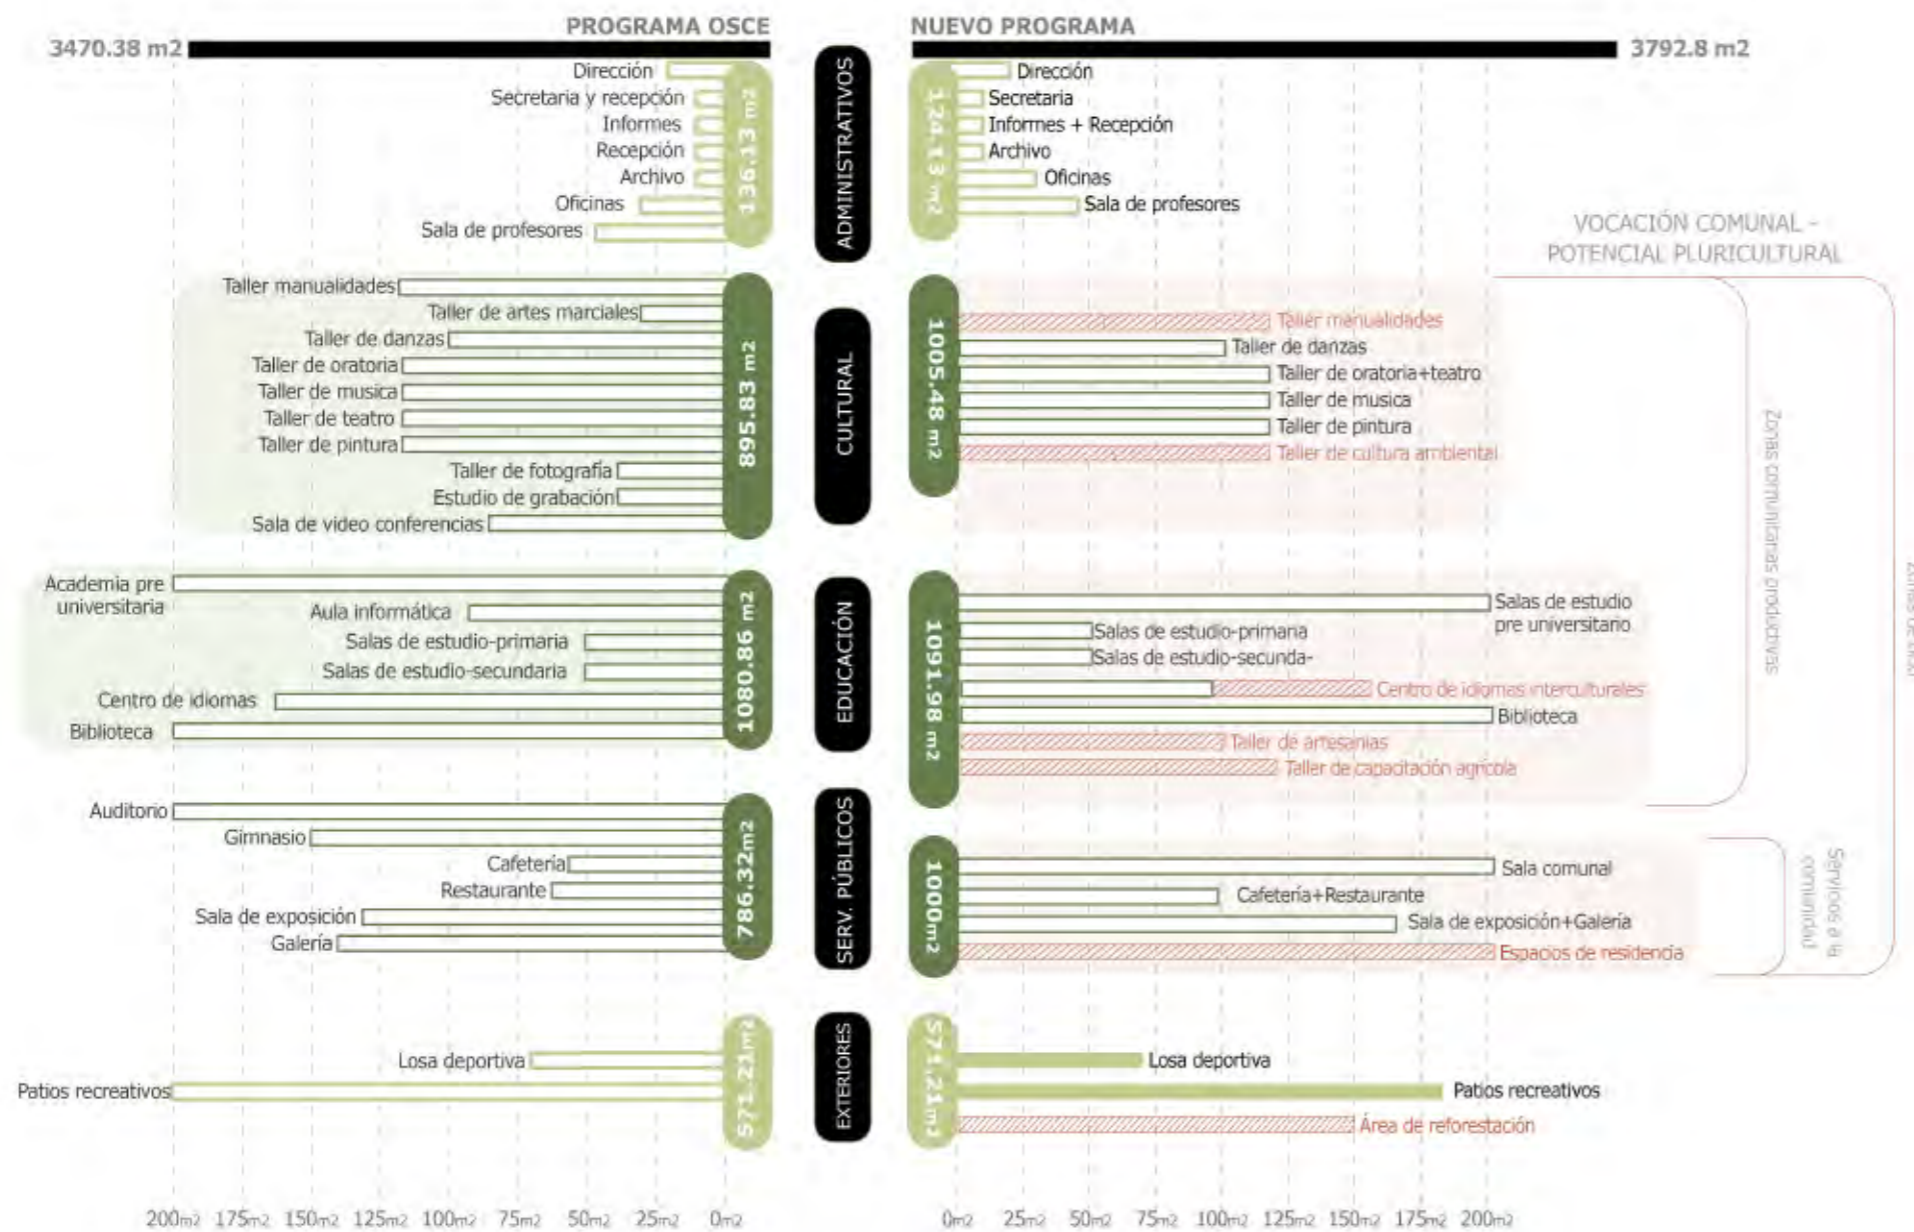 PROGRAMA OSCE
3470.38 m2
Dirección
Secretaria y recepción
Informes
Recepción
Archivo
Oficinas
Sala de profesores
136.13 m2
Taller manualidades
Taller de artes marciales
Taller de danzas
Taller de oratoria
Taller de musica
Taller de teatro
Taller de pintura
Taller de fotografía
Estudio de grabación
Sala de video conferencias
895.83 m2
Academia pre
universitaria
Aula informática
Salas de estudio-primaria
Salas de estudio-secundaria
Centro de idiomas
Biblioteca
1080.86 m2
Auditorio
Gimnasio
Cafetería
Restaurante
Sala de exposición
Galería
786.32m2
Losa deportiva
Patios recreativos
571.21m2
200m2 175m2 150m2 125m2 100m2 75m2 50m2 25m2 0m2
ADMINISTRATIVOS
CULTURAL
EDUCACIÓN
SERV. PÚBLICOS
EXTERIORES
NUEVO PROGRAMA
3792.8 m2
124.13 m2
Dirección
Secretaria
Informes + Recepción
Archivo
Oficinas
Sala de profesores
VOCACIÓN COMUNAL -
POTENCIAL PLURICULTURAL
1005.48 m2
Taller manualidades
Taller de danzas
Taller de oratoria+teatro
Taller de musica
Taller de pintura
Taller de cultura ambiental
1091.98 m2
Salas de estudio
pre universitario
Salas de estudio-primaria
Salas de estudio-secunda-
Centro de idiomas interculturales
Biblioteca
Taller de artesanias
Taller de capacitación agrícola
Zonas comunitarias productivas
1000m2
Sala comunal
Cafetería+Restaurante
Sala de exposición+Galería
Espacios de residencia
Servicios a la
comuninidad
571.21m2
Losa deportiva
Patios recreativos
Área de reforestación
0m2 25m2 50m2 75m2 100m2 125m2 150m2 175m2 200m2